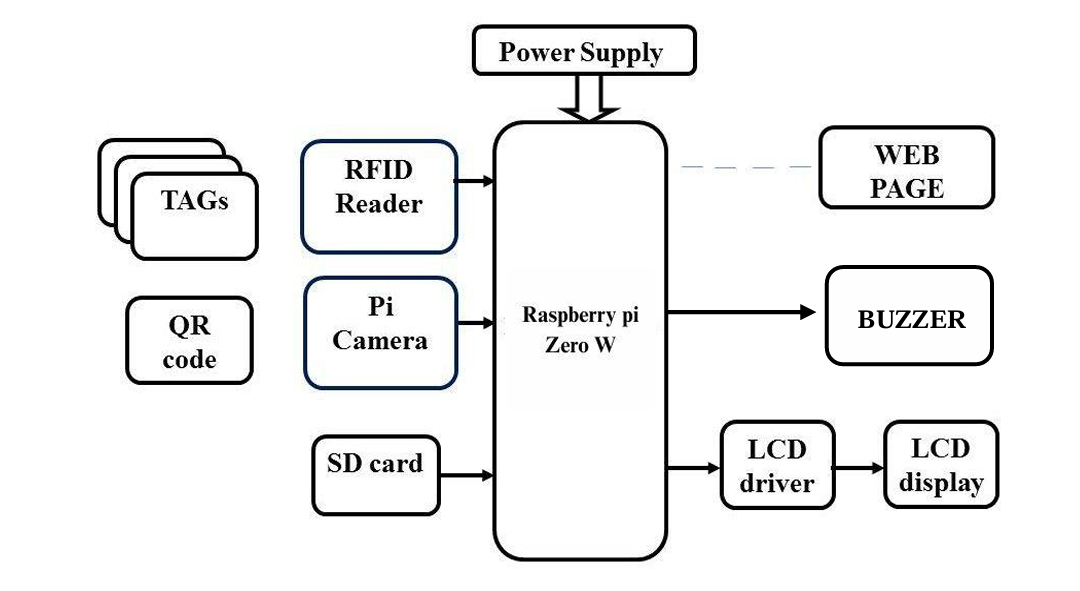 Power Supply
TAGs
RFID
Reader
WEB
PAGE
QR
code
Pi
Camera
Raspberry pi
Zero W
BUZZER
SD card
LCD
driver
LCD
display